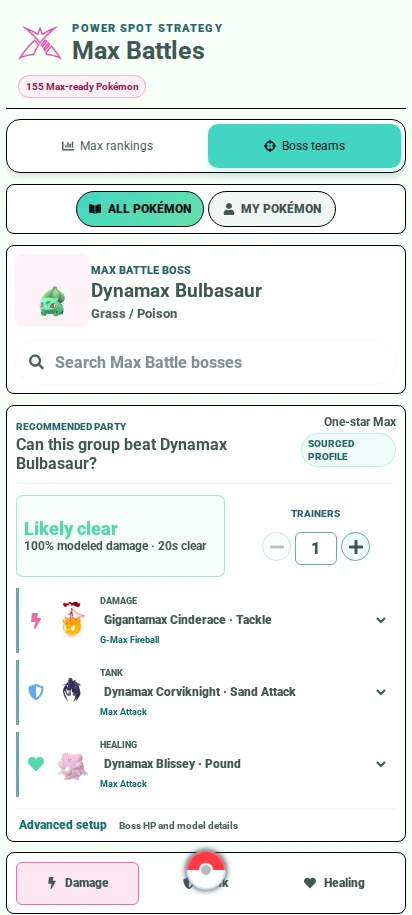 POWER SPOT STRATEGY
Max Battles
155 Max-ready Pokémon
Max rankings
Boss teams
ALL POKÉMON
MY POKÉMON
MAX BATTLE BOSS
Dynamax Bulbasaur
Grass / Poison
Search Max Battle bosses
RECOMMENDED PARTY
Can this group beat Dynamax
Bulbasaur?
One-star Max
SOURCED
PROFILE
Likely clear
100% modeled damage · 20s clear
TRAINERS
1
DAMAGE
Gigantamax Cinderace · Tackle
G-Max Fireball
TANK
Dynamax Corviknight · Sand Attack
Max Attack
HEALING
Dynamax Blissey · Pound
Max Attack
Advanced setup
Boss HP and model details
Damage
Healing